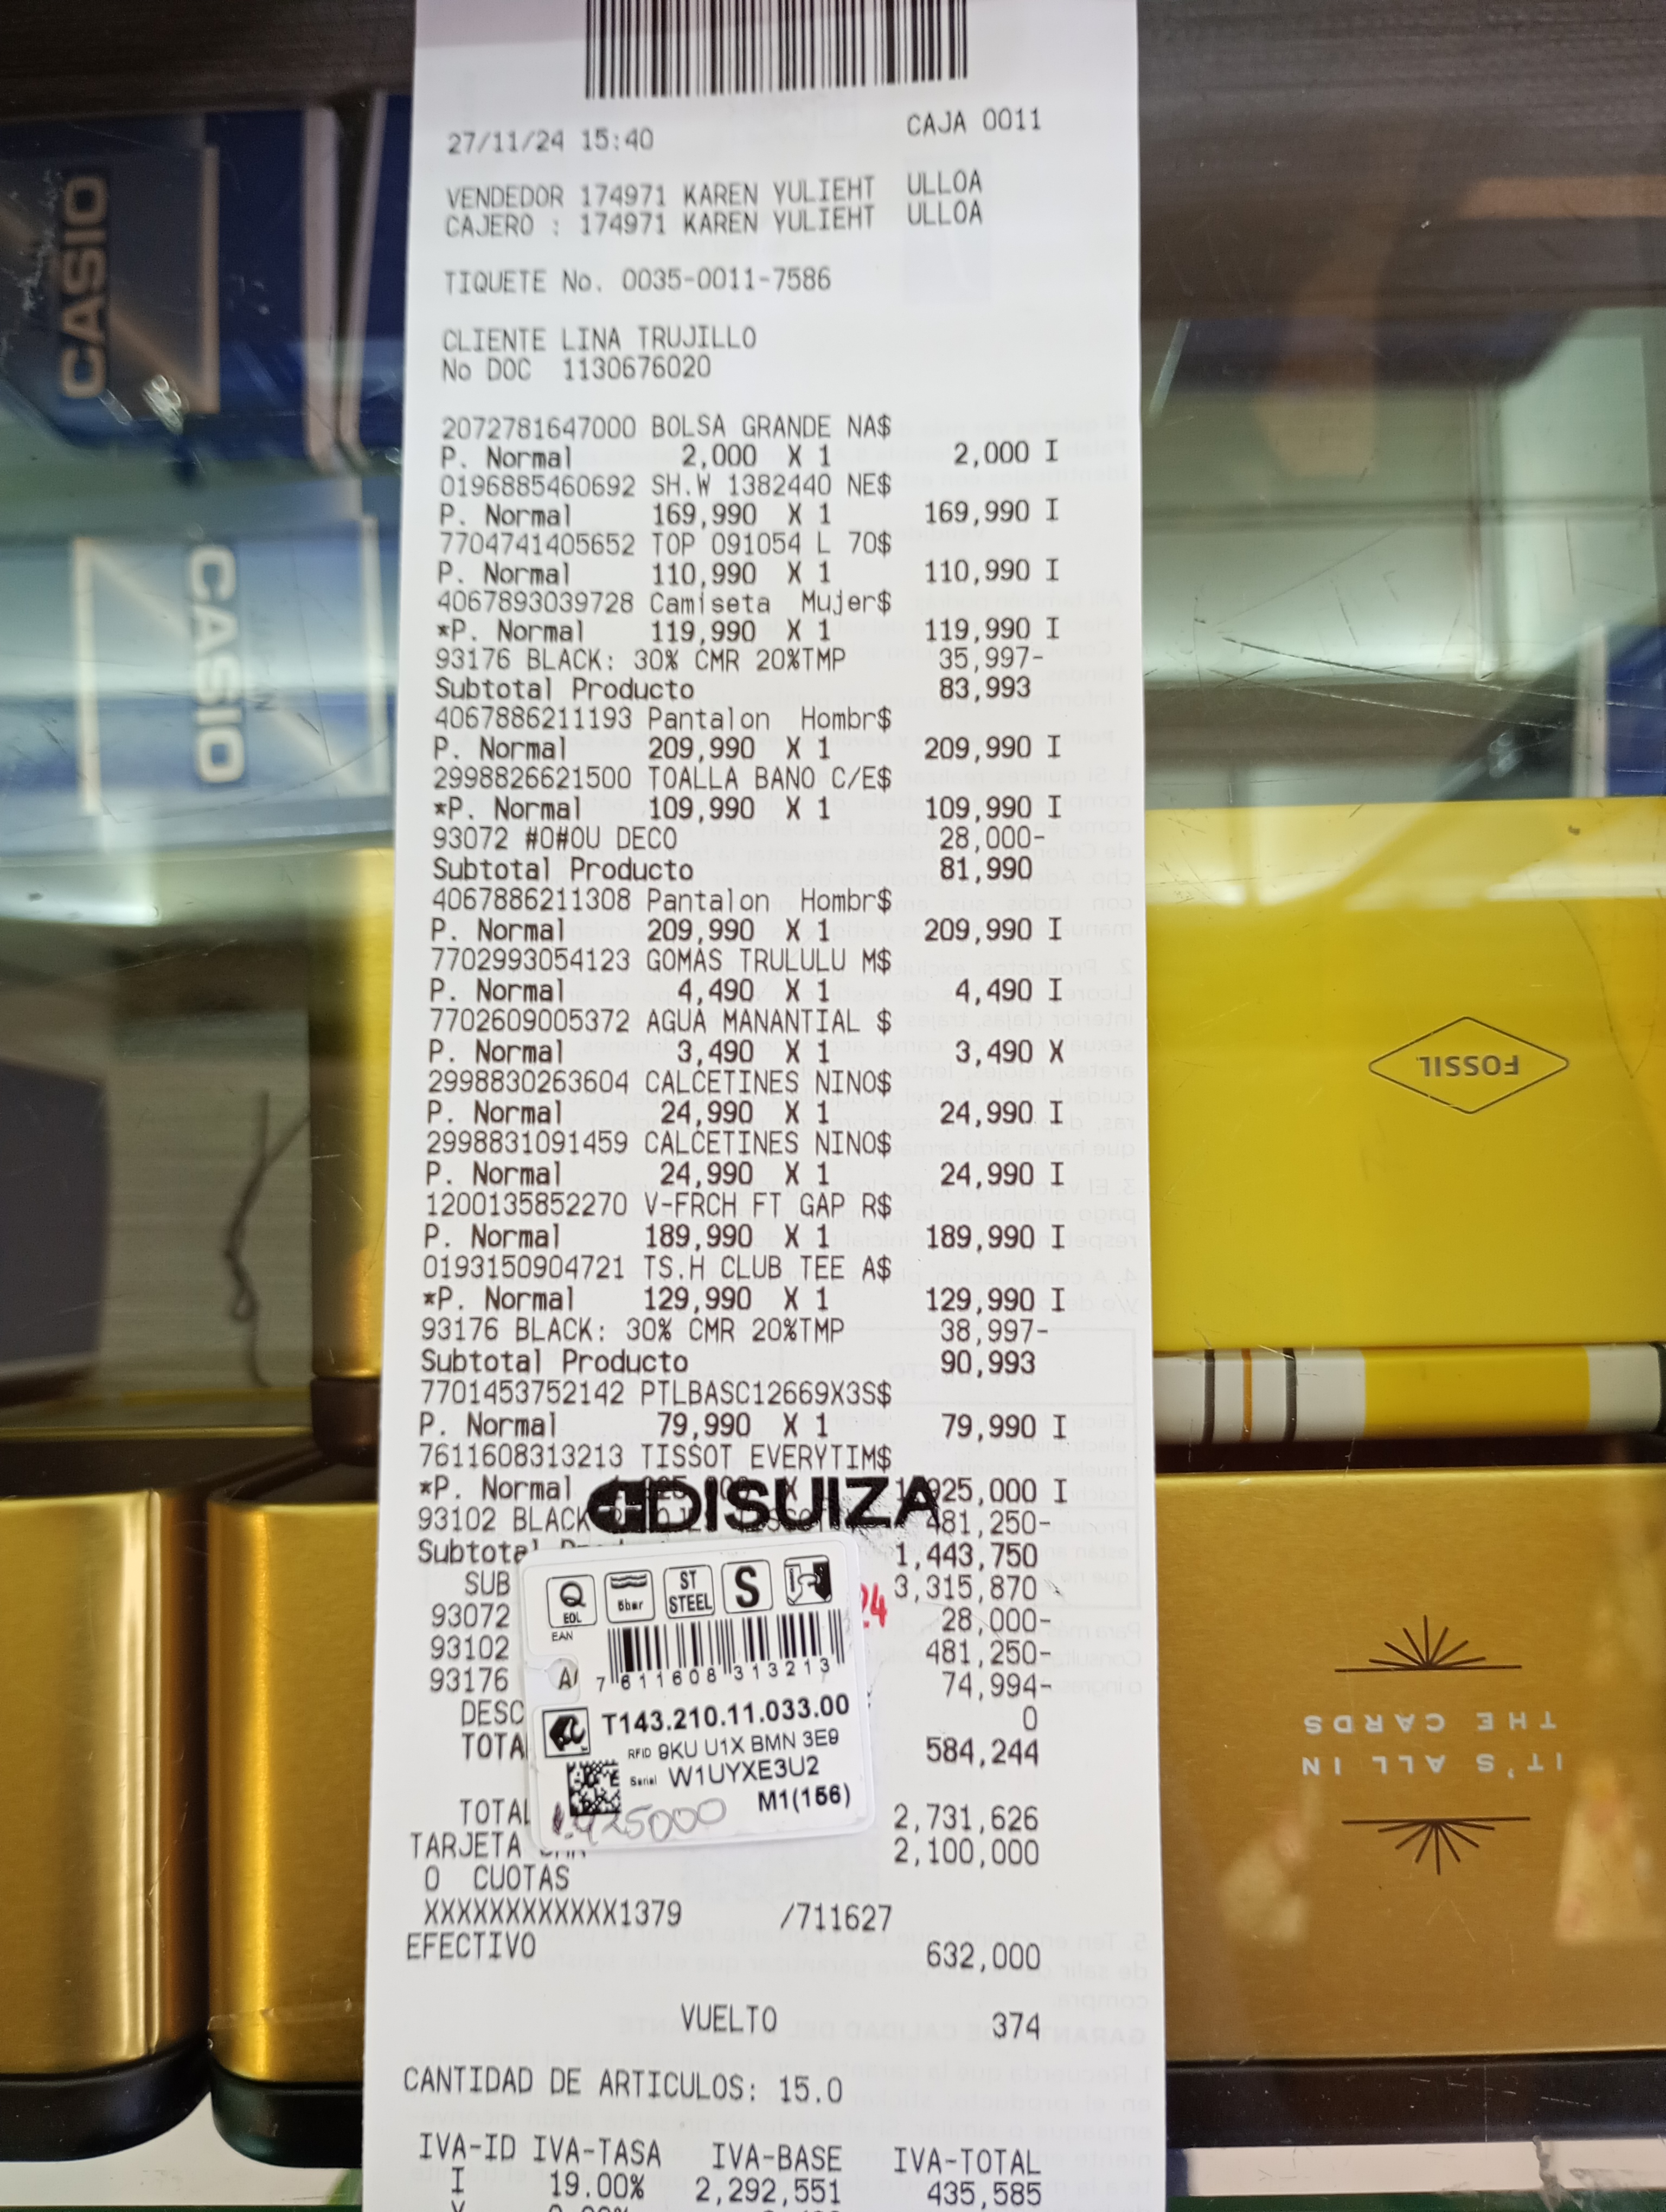 27/11/24 15:40 CAJA 0011
VENDEDOR 174971 KAREN YULIEHT ULLOA
CAJERO : 174971 KAREN YULIEHT ULLOA
TIQUETE No. 0035-0011-7586
CLIENTE LINA TRUJILLO
No DOC 1130676020
2072781647000 BOLSA GRANDE NA$
P. Normal 2,000 X 1 2,000 I
0196885460692 SH.W 1382440 NE$
P. Normal 169,990 X 1 169,990 I
7704741405652 TOP 091054 L 70$
P. Normal 110,990 X 1 110,990 I
4067893039728 Camiseta Mujer$
*P. Normal 119,990 X 1 119,990 I
93176 BLACK: 30% CMR 20%TMP 35,997-
Subtotal Producto 83,993
4067886211193 Pantalon Hombr$
P. Normal 209,990 X 1 209,990 I
2998826621500 TOALLA BANO C/E$
*P. Normal 109,990 X 1 109,990 I
93072 #O#OU DECO 28,000-
Subtotal Producto 81,990
4067886211308 Pantalon Hombr$
P. Normal 209,990 X 1 209,990 I
7702993054123 GOMAS TRULULU M$
P. Normal 4,490 X 1 4,490 I
7702609005372 AGUA MANANTIAL $
P. Normal 3,490 X 1 3,490 X
2998830263604 CALCETINES NINO$
P. Normal 24,990 X 1 24,990 I
2998831091459 CALCETINES NINO$
P. Normal 24,990 X 1 24,990 I
1200135852270 V-FRCH FT GAP R$
P. Normal 189,990 X 1 189,990 I
0193150904721 TS.H CLUB TEE A$
*P. Normal 129,990 X 1 129,990 I
93176 BLACK: 30% CMR 20%TMP 38,997-
Subtotal Producto 90,993
7701453752142 PTLBASC12669X3S$
P. Normal 79,990 X 1 79,990 I
7611608313213 TISSOT EVERYTIM$
*P. Normal 925,000 I
DISUIZA
93102 BLACK 481,250-
Subtotal 1,443,750
SUB 3,315,870
93072 28,000-
93102 481,250-
93176 74,994-
DESC 0
TOTA 584,244
TOTAL 2,731,626
TARJETA 2,100,000
0 CUOTAS
XXXXXXXXXXXX1379 /711627
EFECTIVO 632,000
VUELTO 374
CANTIDAD DE ARTICULOS: 15.0
IVA-ID IVA-TASA IVA-BASE IVA-TOTAL
I 19.00% 2,292,551 435,585
Q EOL 5bar ST STEEL S
EAN
7 611608 313213
T143.210.11.033.00
RFID 9KU U1X BMN 3E9
Serial W1UYXE3U2
M1(156)
1.925000
24
CASIO
CASIO
FOSSIL
IT'S ALL IN
THE CARDS